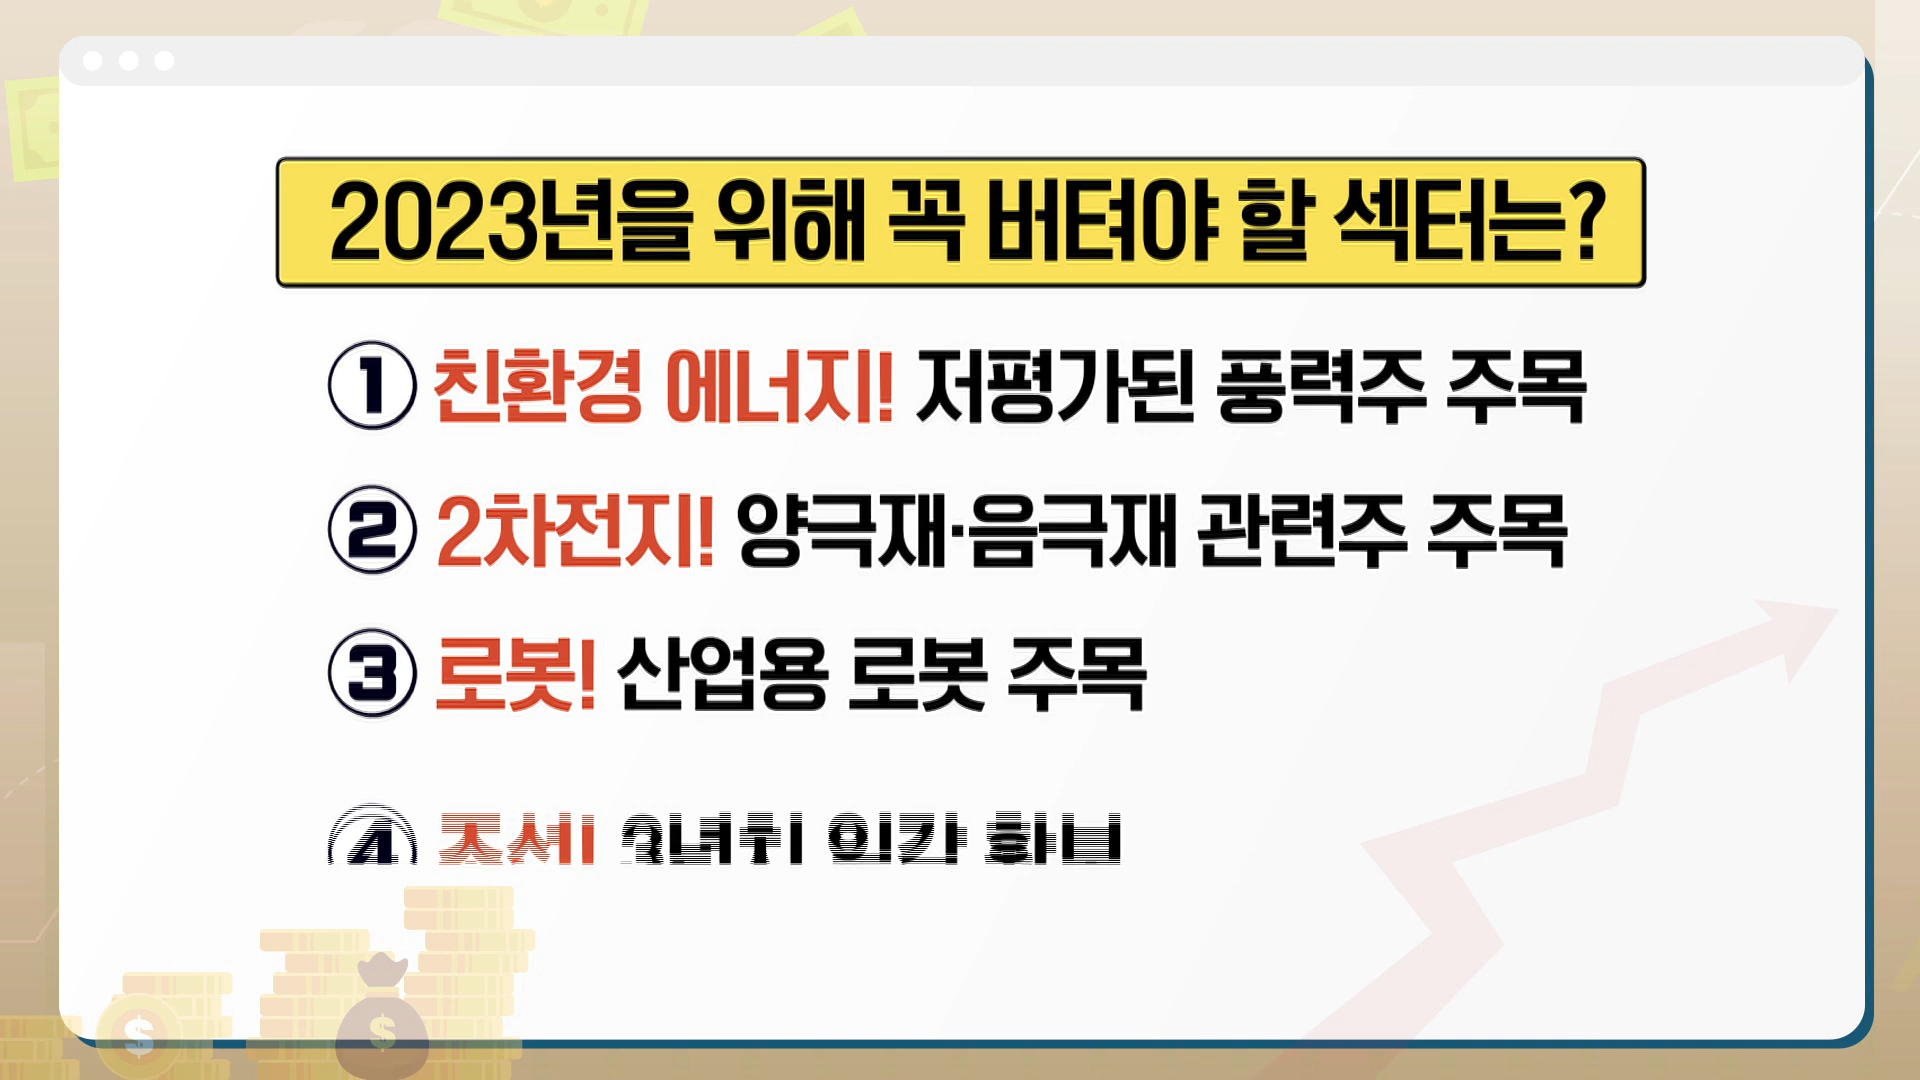 2023년을 위해 꼭 버텨야 할 섹터는?
① 친환경 에너지! 저평가된 풍력주 주목
② 2차전지! 양극재·음극재 관련주 주목
③ 로봇! 산업용 로봇 주목
④